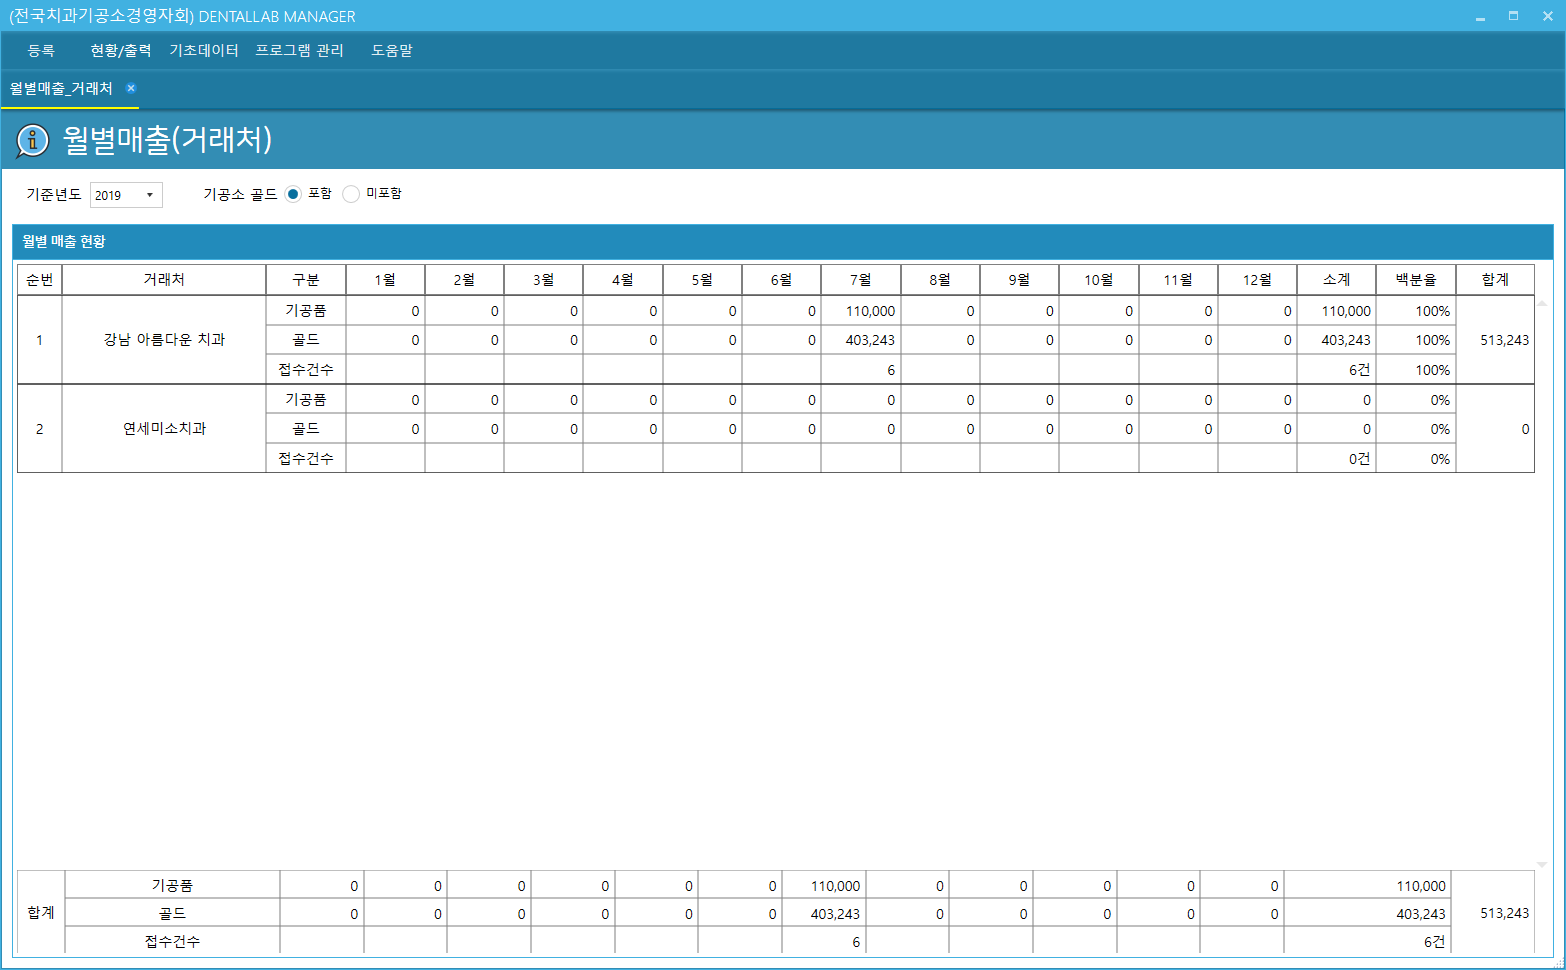 (전국치과기공소경영자회) DENTALLAB MANAGER
등록 현황/출력 기초데이터 프로그램 관리 도움말
월별매출_거래처
월별매출(거래처)
기준년도 2019 기공소 골드 포함 미포함
월별 매출 현황
순번 거래처 구분 1월 2월 3월 4월 5월 6월 7월 8월 9월 10월 11월 12월 소계 백분율 합계
기공품 0 0 0 0 0 0 110,000 0 0 0 0 0 110,000 100%
1 강남 아름다운 치과 골드 0 0 0 0 0 0 403,243 0 0 0 0 0 403,243 100% 513,243
접수건수 6 6건 100%
기공품 0 0 0 0 0 0 0 0 0 0 0 0 0 0%
2 연세미소치과 골드 0 0 0 0 0 0 0 0 0 0 0 0 0 0% 0
접수건수 0건 0%
기공품 0 0 0 0 0 0 110,000 0 0 0 0 0 110,000
합계 골드 0 0 0 0 0 0 403,243 0 0 0 0 0 403,243 513,243
접수건수 6 6건